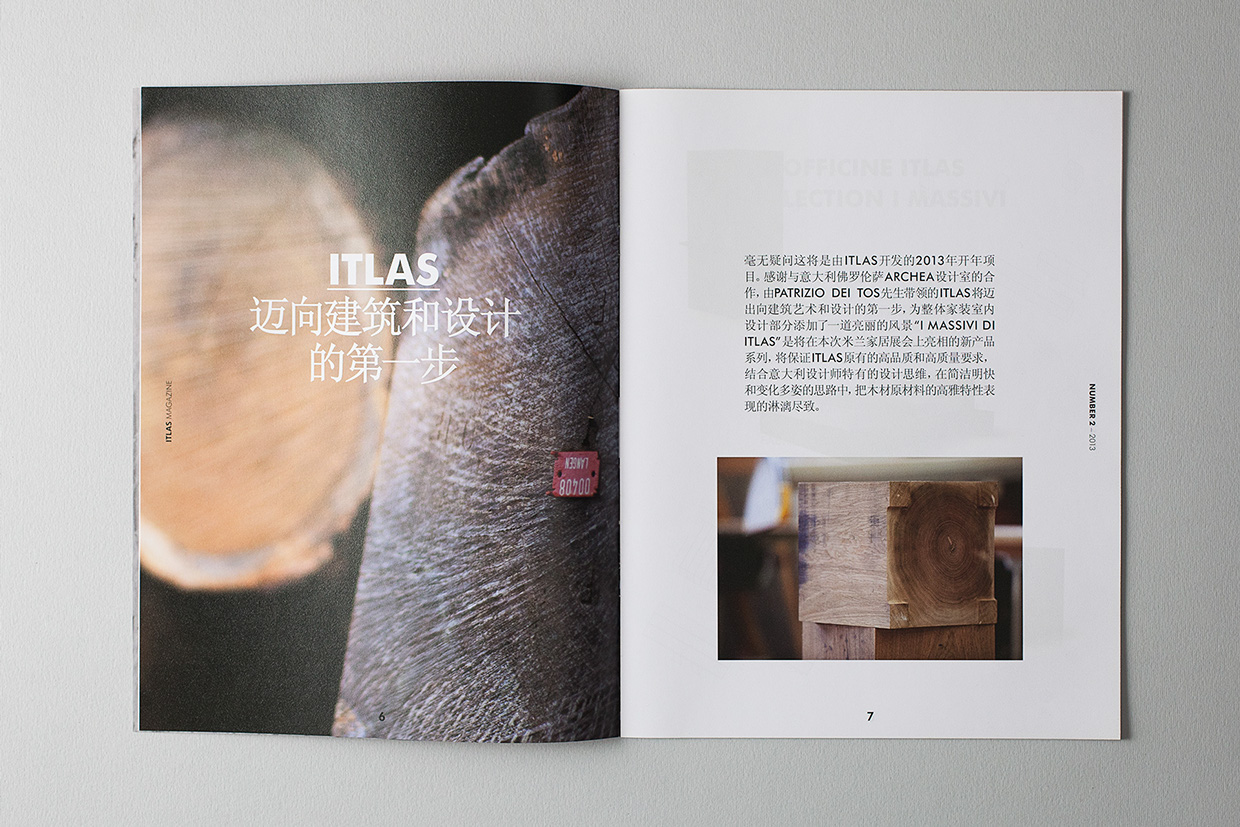 ITLAS
迈向建筑和设计
的第一步
ITLAS MAGAZINE
LANGEN
00408
6
OFFICINE ITLAS
LECTION I MASSIVI
毫无疑问这将是由ITLAS开发的2013年开年项
目。感谢与意大利佛罗伦萨ARCHEA设计室的合
作, 由PATRIZIO DEI TOS先生带领的ITLAS将迈
出向建筑艺术和设计的第一步, 为整体家装室内
设计部分添加了一道亮丽的风景“I MASSIVI DI
ITLAS”是将在本次米兰家居展会上亮相的新产品
系列, 将保证ITLAS原有的高品质和高质量要求,
结合意大利设计师特有的设计思维, 在简洁明快
和变化多姿的思路中, 把木材原材料的高雅特性表
现的淋漓尽致。
NUMBER 2 – 2013
7